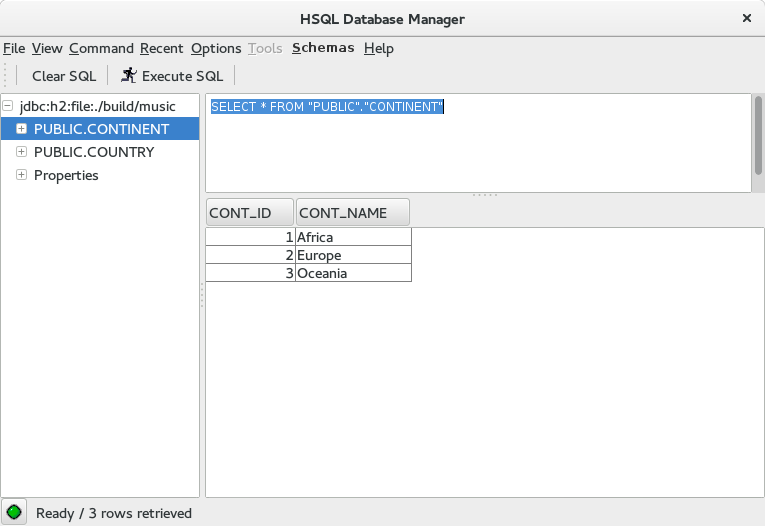 HSQL Database Manager
File View Command Recent Options Tools Schemas Help
Clear SQL Execute SQL
jdbc:h2:file:./build/music
PUBLIC.CONTINENT
PUBLIC.COUNTRY
Properties
SELECT * FROM "PUBLIC"."CONTINENT"
CONT_ID CONT_NAME
1 Africa
2 Europe
3 Oceania
Ready / 3 rows retrieved